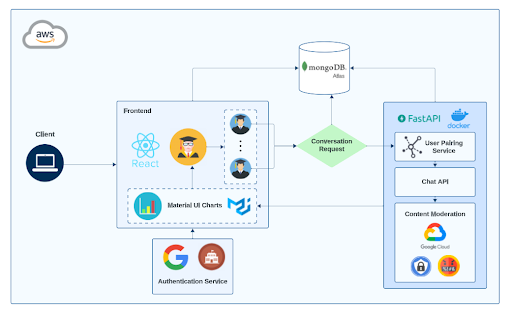 aws
mongoDB.
Atlas
Frontend
FastAPI
docker
Client
React
Conversation
Request
User Pairing
Service
Chat API
Material UI Charts
Content Moderation
Google Cloud
Authentication Service